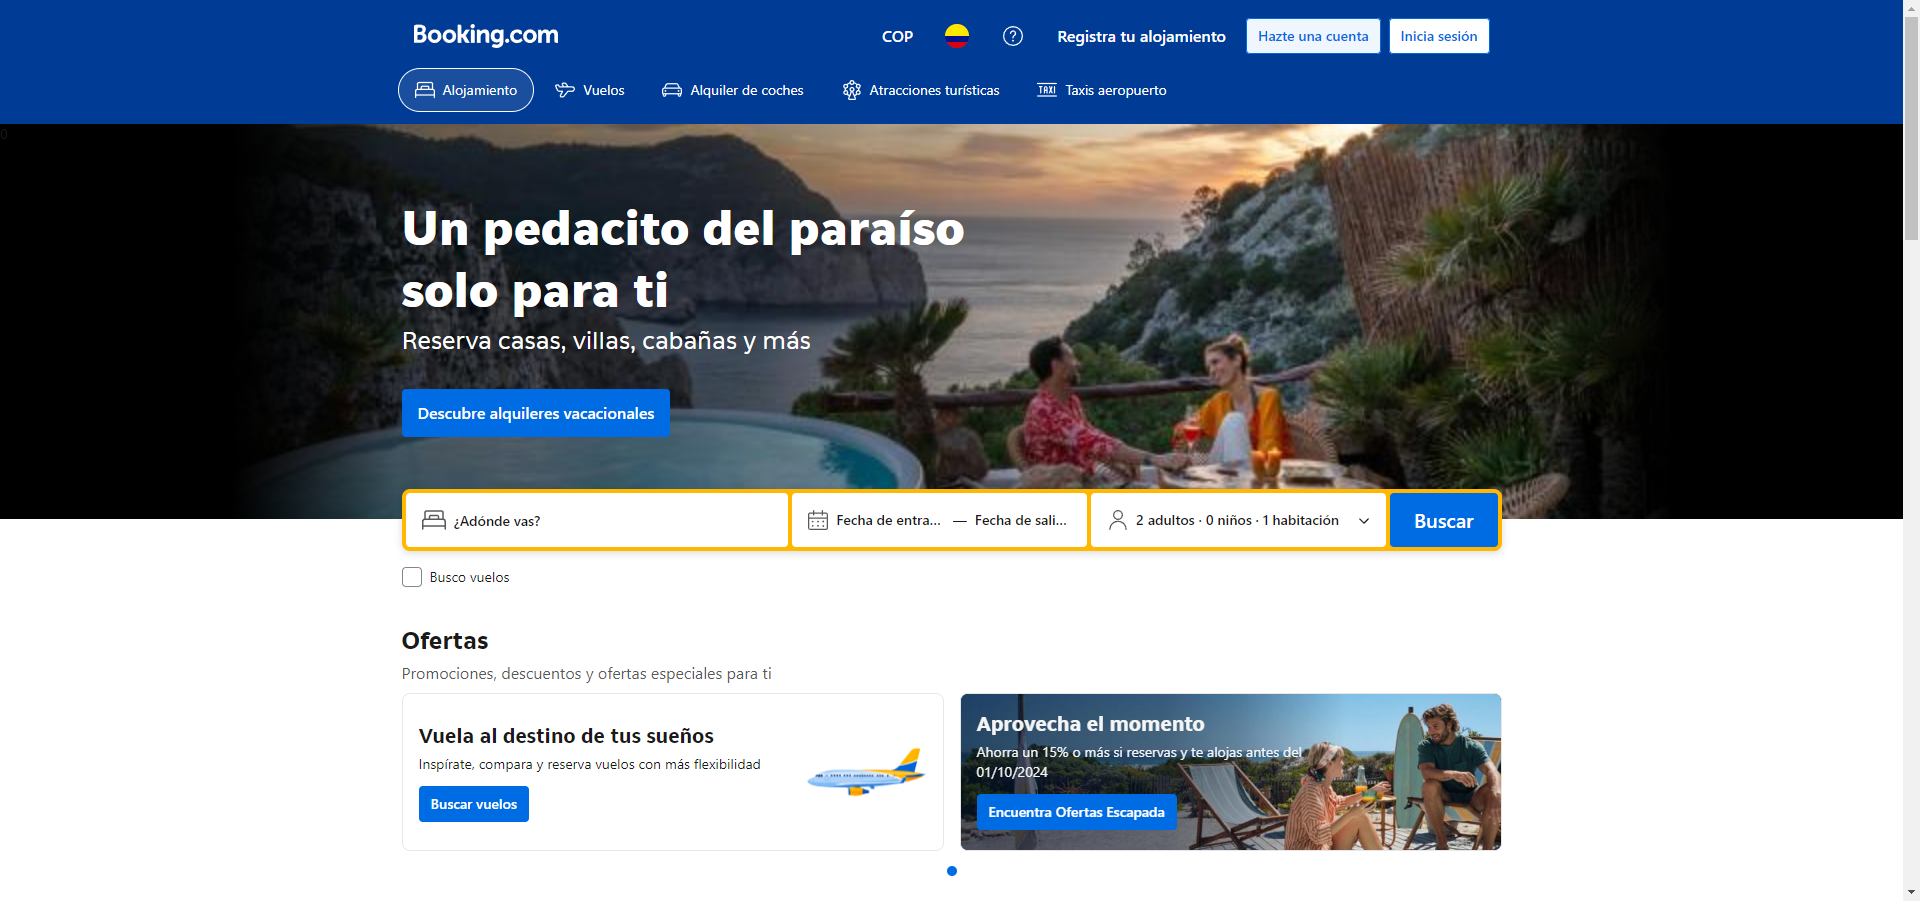 Booking.com
COP
Registra tu alojamiento
Hazte una cuenta
Inicia sesión
Alojamiento
Vuelos
Alquiler de coches
Atracciones turísticas
TAXI
Taxis aeropuerto
0
Un pedacito del paraíso
solo para ti
Reserva casas, villas, cabañas y más
Descubre alquileres vacacionales
¿Adónde vas?
Fecha de entra... — Fecha de sali...
2 adultos · 0 niños · 1 habitación
Buscar
Busco vuelos
Ofertas
Promociones, descuentos y ofertas especiales para ti
Vuela al destino de tus sueños
Inspírate, compara y reserva vuelos con más flexibilidad
Buscar vuelos
Aprovecha el momento
Ahorra un 15% o más si reservas y te alojas antes del
01/10/2024
Encuentra Ofertas Escapada